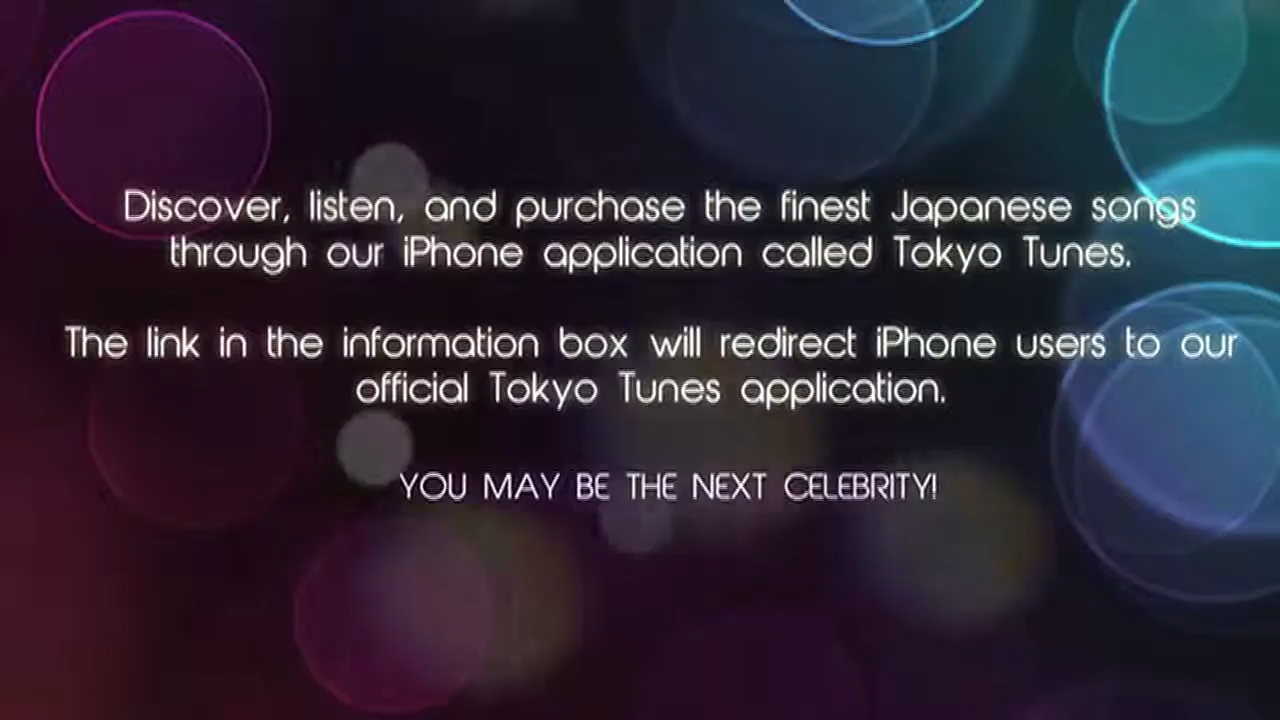 Discover, listen, and purchase the finest Japanese songs
through our iPhone application called Tokyo Tunes.
The link in the information box will redirect iPhone users to our
official Tokyo Tunes application.
YOU MAY BE THE NEXT CELEBRITY!